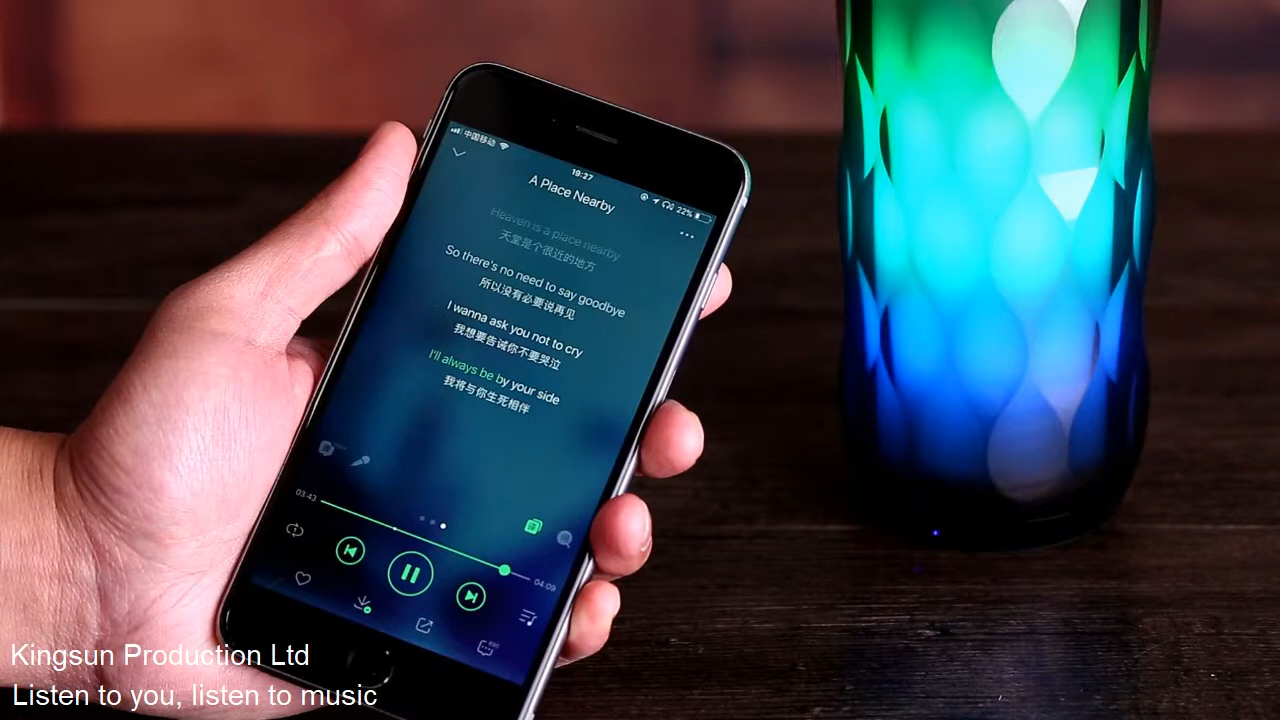 中国移动
19:27
22%
A Place Nearby
Heaven is a place nearby
天堂是个很近的地方
So there's no need to say goodbye
所以没有必要说再见
I wanna ask you not to cry
我想要告诫你不要哭泣
I'll always be by your side
我将与你生死相伴
03:43
04:09
Kingsun Production Ltd
Listen to you, listen to music